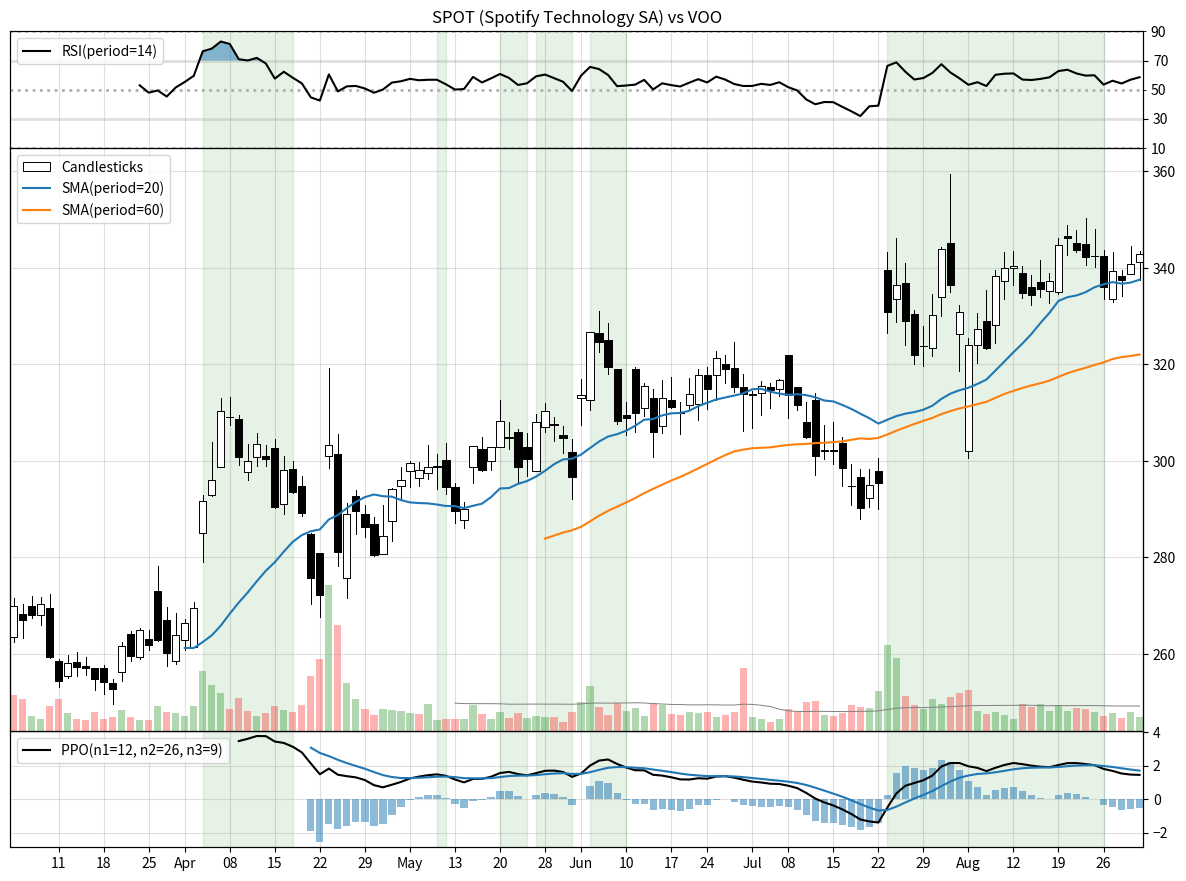 SPOT (Spotify Technology SA) vs VOO
RSI(period=14)
90
70
50
30
10
Candlesticks
SMA(period=20)
SMA(period=60)
360
340
320
300
280
260
PPO(n1=12, n2=26, n3=9)
4
2
0
−2
11 18 25 Apr 08 15 22 29 May 13 20 28 Jun 10 17 24 Jul 08 15 22 29 Aug 12 19 26